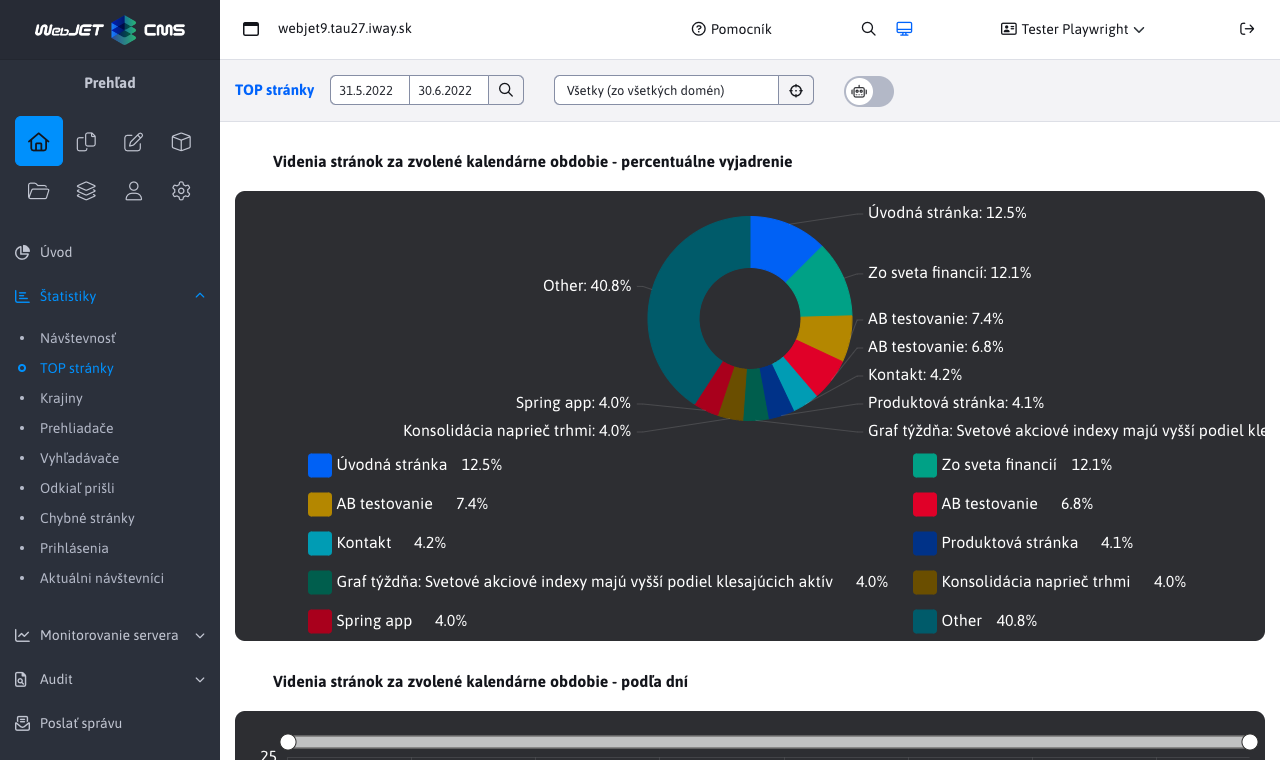 WebJET CMS
webjet9.tau27.iway.sk
Pomocník
Tester Playwright
Prehľad
TOP stránky
31.5.2022
30.6.2022
Všetky (zo všetkých domén)
Úvod
Štatistiky
Návštevnosť
TOP stránky
Krajiny
Prehliadače
Vyhľadávače
Odkiaľ prišli
Chybné stránky
Prihlásenia
Aktuálni návštevníci
Monitorovanie servera
Audit
Poslať správu
Videnia stránok za zvolené kalendárne obdobie - percentuálne vyjadrenie
Úvodná stránka: 12.5%
Zo sveta financií: 12.1%
Other: 40.8%
AB testovanie: 7.4%
AB testovanie: 6.8%
Kontakt: 4.2%
Spring app: 4.0%
Produktová stránka: 4.1%
Konsolidácia naprieč trhmi: 4.0%
Graf týždňa: Svetové akciové indexy majú vyšší podiel kle
Úvodná stránka 12.5%
Zo sveta financií 12.1%
AB testovanie 7.4%
AB testovanie 6.8%
Kontakt 4.2%
Produktová stránka 4.1%
Graf týždňa: Svetové akciové indexy majú vyšší podiel klesajúcich aktív 4.0%
Konsolidácia naprieč trhmi 4.0%
Spring app 4.0%
Other 40.8%
Videnia stránok za zvolené kalendárne obdobie - podľa dní
25